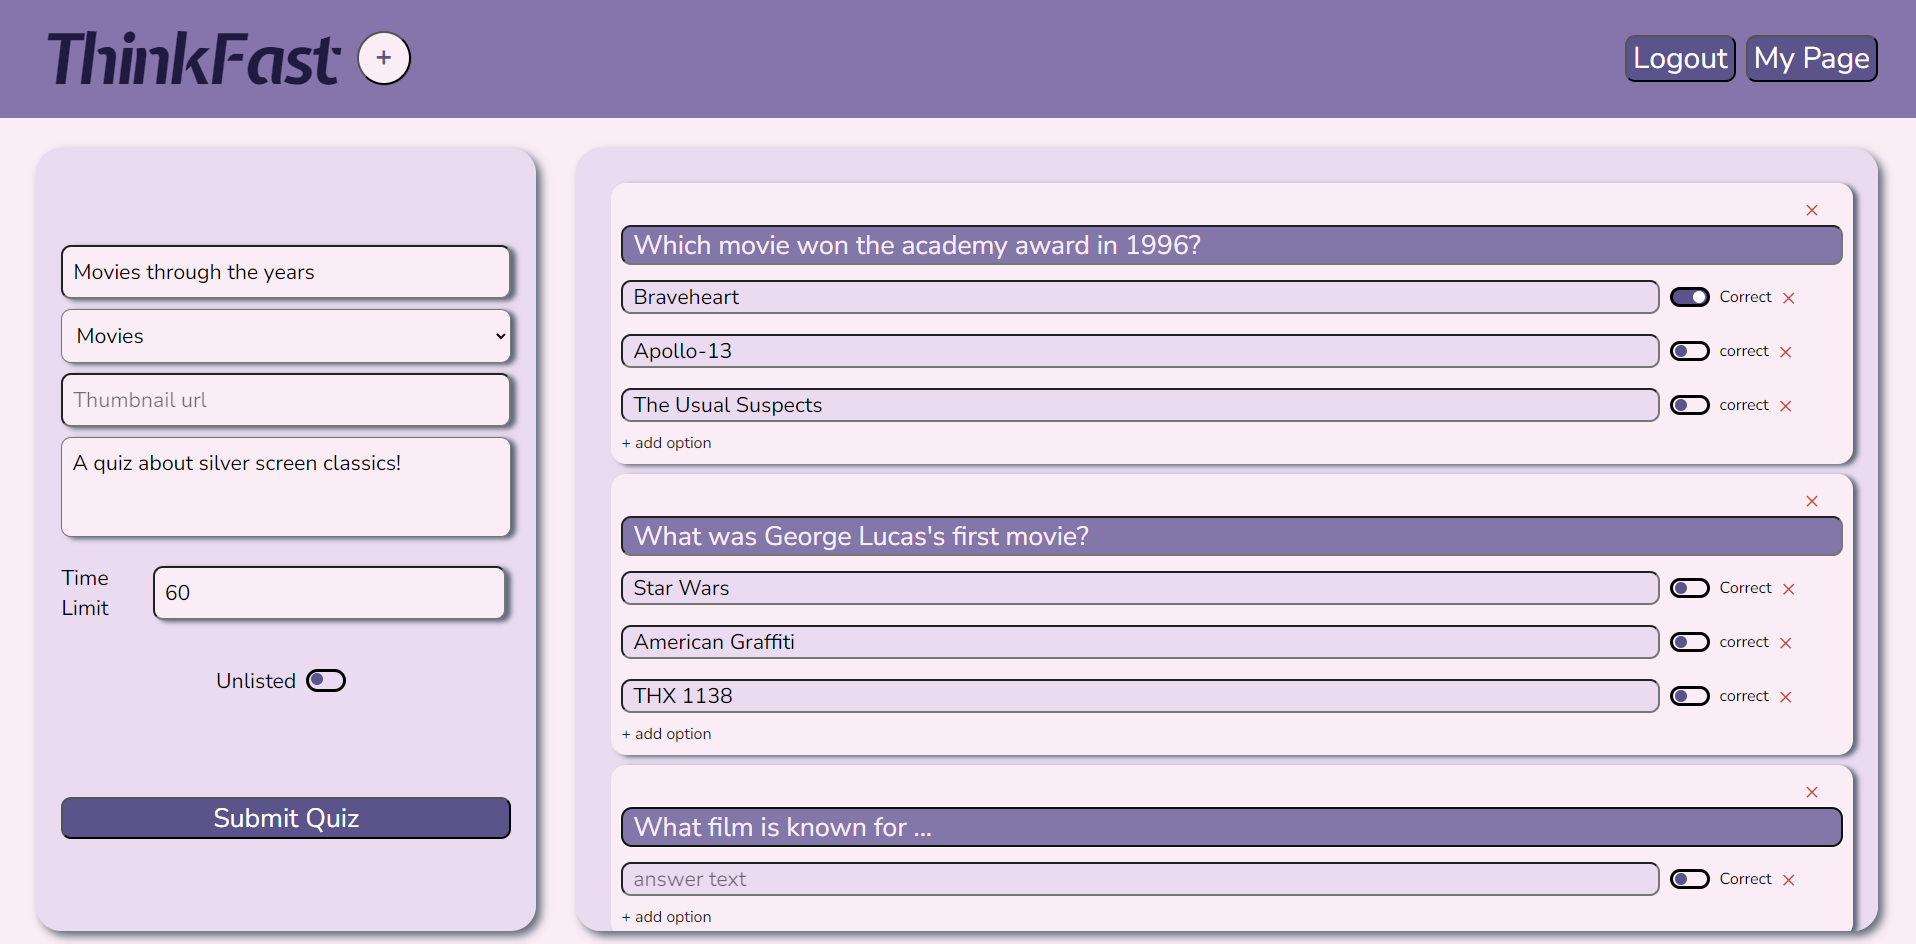 ThinkFast +
Logout
My Page
Movies through the years
Movies
Thumbnail url
A quiz about silver screen classics!
Time
Limit
60
Unlisted
Submit Quiz
×
Which movie won the academy award in 1996?
Braveheart Correct ×
Apollo-13 correct ×
The Usual Suspects correct ×
+ add option
×
What was George Lucas's first movie?
Star Wars Correct ×
American Graffiti correct ×
THX 1138 correct ×
+ add option
×
What film is known for ...
answer text Correct ×
+ add option